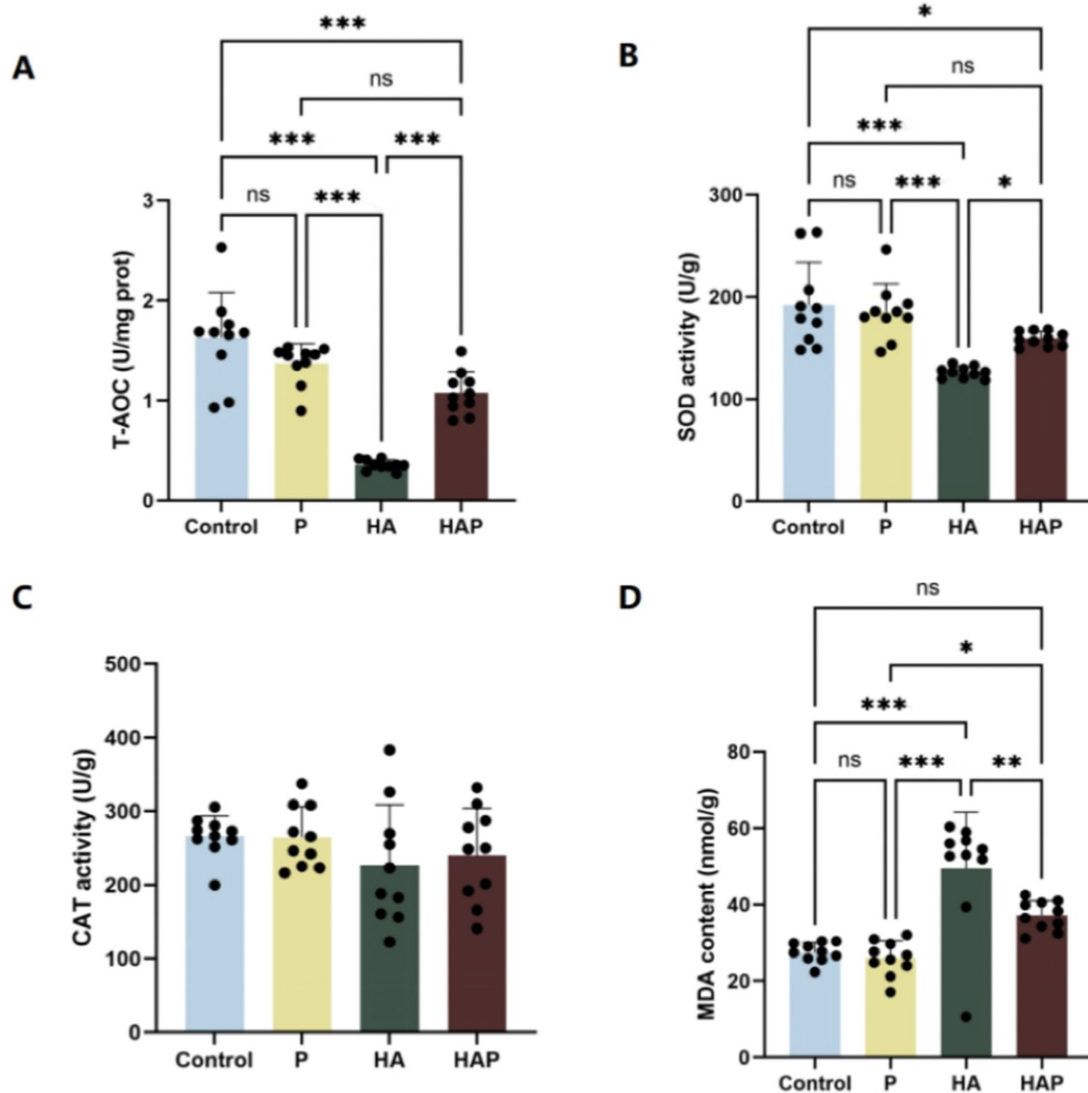 A
***
ns
*** ***
ns ***
T-AOC (U/mg prot)
3
2
1
0
Control P HA HAP
B
*
ns
***
ns *** *
SOD activity (U/g)
300
200
100
0
Control P HA HAP
C
CAT activity (U/g)
500
400
300
200
100
0
Control P HA HAP
D
ns
*
***
ns *** **
MDA content (nmol/g)
80
60
40
20
0
Control P HA HAP